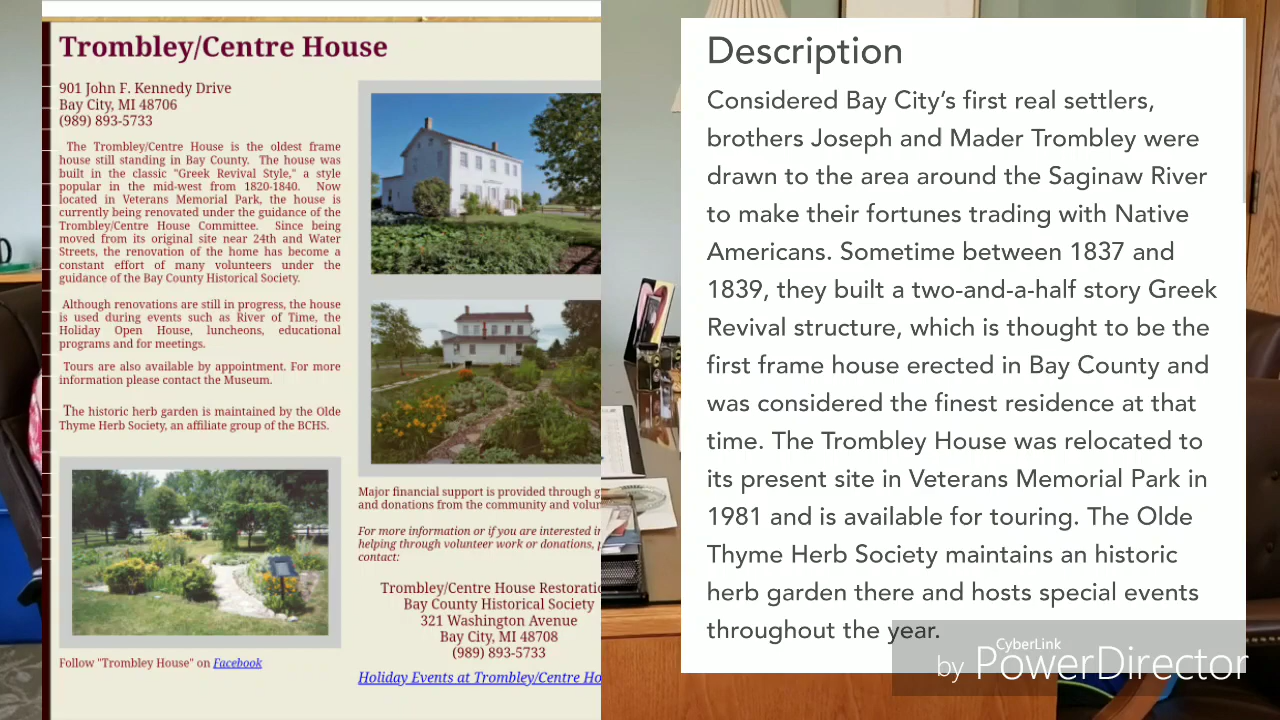 Trombley/Centre House
901 John F. Kennedy Drive
Bay City, MI 48706
(989) 893-5733
The Trombley/Centre House is the oldest frame
house still standing in Bay County. The house was
built in the classic "Greek Revival Style," a style
popular in the mid-west from 1820-1840. Now
located in Veterans Memorial Park, the house is
currently being renovated under the guidance of the
Trombley/Centre House Committee. Since being
moved from its original site near 24th and Water
Streets, the renovation of the home has become a
constant effort of many volunteers under the
guidance of the Bay County Historical Society.
Although renovations are still in progress, the house
is used during events such as River of Time, the
Holiday Open House, luncheons, educational
programs and for meetings.
Tours are also available by appointment. For more
information please contact the Museum.
The historic herb garden is maintained by the Olde
Thyme Herb Society, an affiliate group of the BCHS.
Follow "Trombley House" on Facebook
Major financial support is provided through g
and donations from the community and volun
For more information or if you are interested in
helping through volunteer work or donations, p
contact:
Trombley/Centre House Restoratio
Bay County Historical Society
321 Washington Avenue
Bay City, MI 48708
(989) 893-5733
Holiday Events at Trombley/Centre Ho
Description
Considered Bay City's first real settlers,
brothers Joseph and Mader Trombley were
drawn to the area around the Saginaw River
to make their fortunes trading with Native
Americans. Sometime between 1837 and
1839, they built a two-and-a-half story Greek
Revival structure, which is thought to be the
first frame house erected in Bay County and
was considered the finest residence at that
time. The Trombley House was relocated to
its present site in Veterans Memorial Park in
1981 and is available for touring. The Olde
Thyme Herb Society maintains an historic
herb garden there and hosts special events
throughout the year.
CyberLink
by PowerDirector